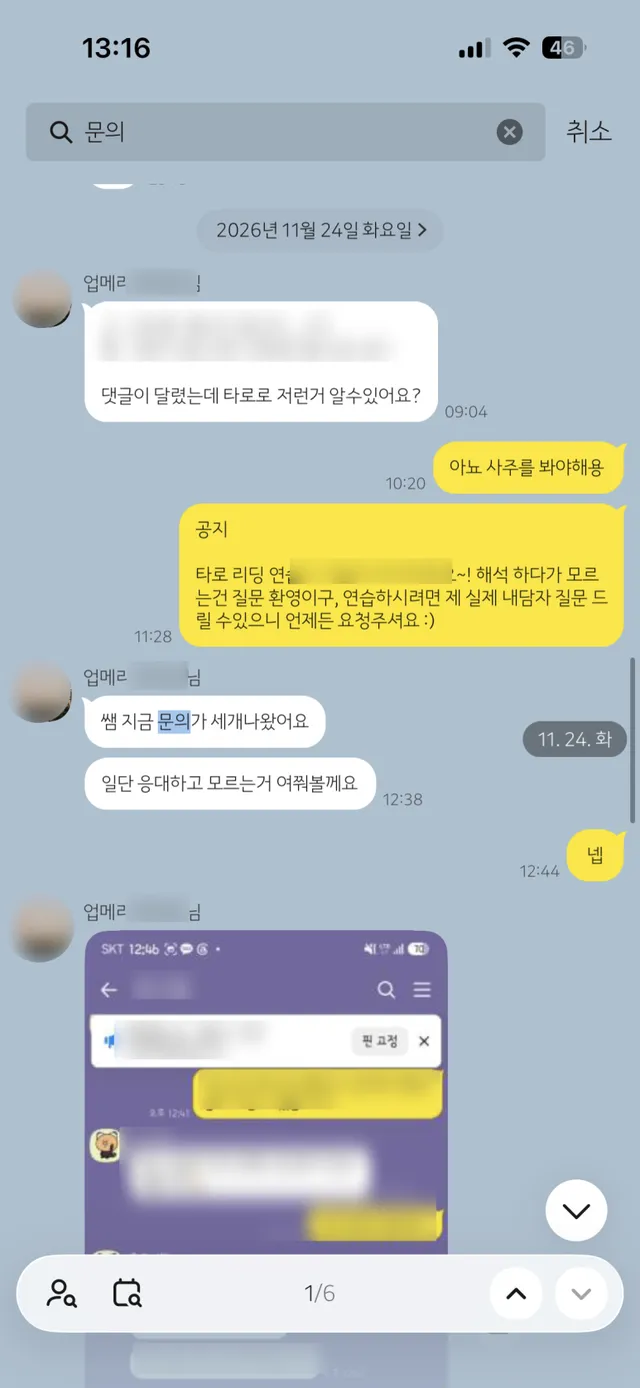 13:16
46
문의
취소
2026년 11월 24일 화요일
업메
댓글이 달렸는데 타로로 저런거 알수있어요?
09:04
아뇨 사주를 봐야해용
10:20
공지
타로 리딩 ~! 해석 하다가 모르
는건 질문 환영이구, 연습하시려면 제 실제 내담자 질문 드
릴 수있으니 언제든 요청주셔요 :)
11:28
업메 님
쌤 지금 문의가 세개나왔어요
11. 24. 화
일단 응대하고 모르는거 여쭤볼께요
12:38
넵
12:44
업메 님
SKT 12:46
70
핀 고정
오후 12:41
1/6